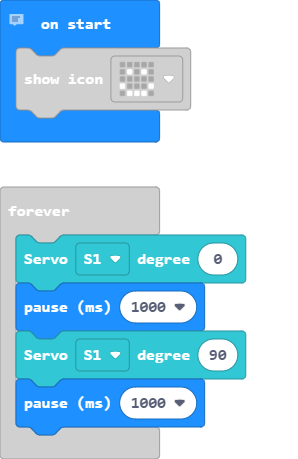 on start
show icon
forever
Servo S1 degree 0
pause (ms) 1000
Servo S1 degree 90
pause (ms) 1000